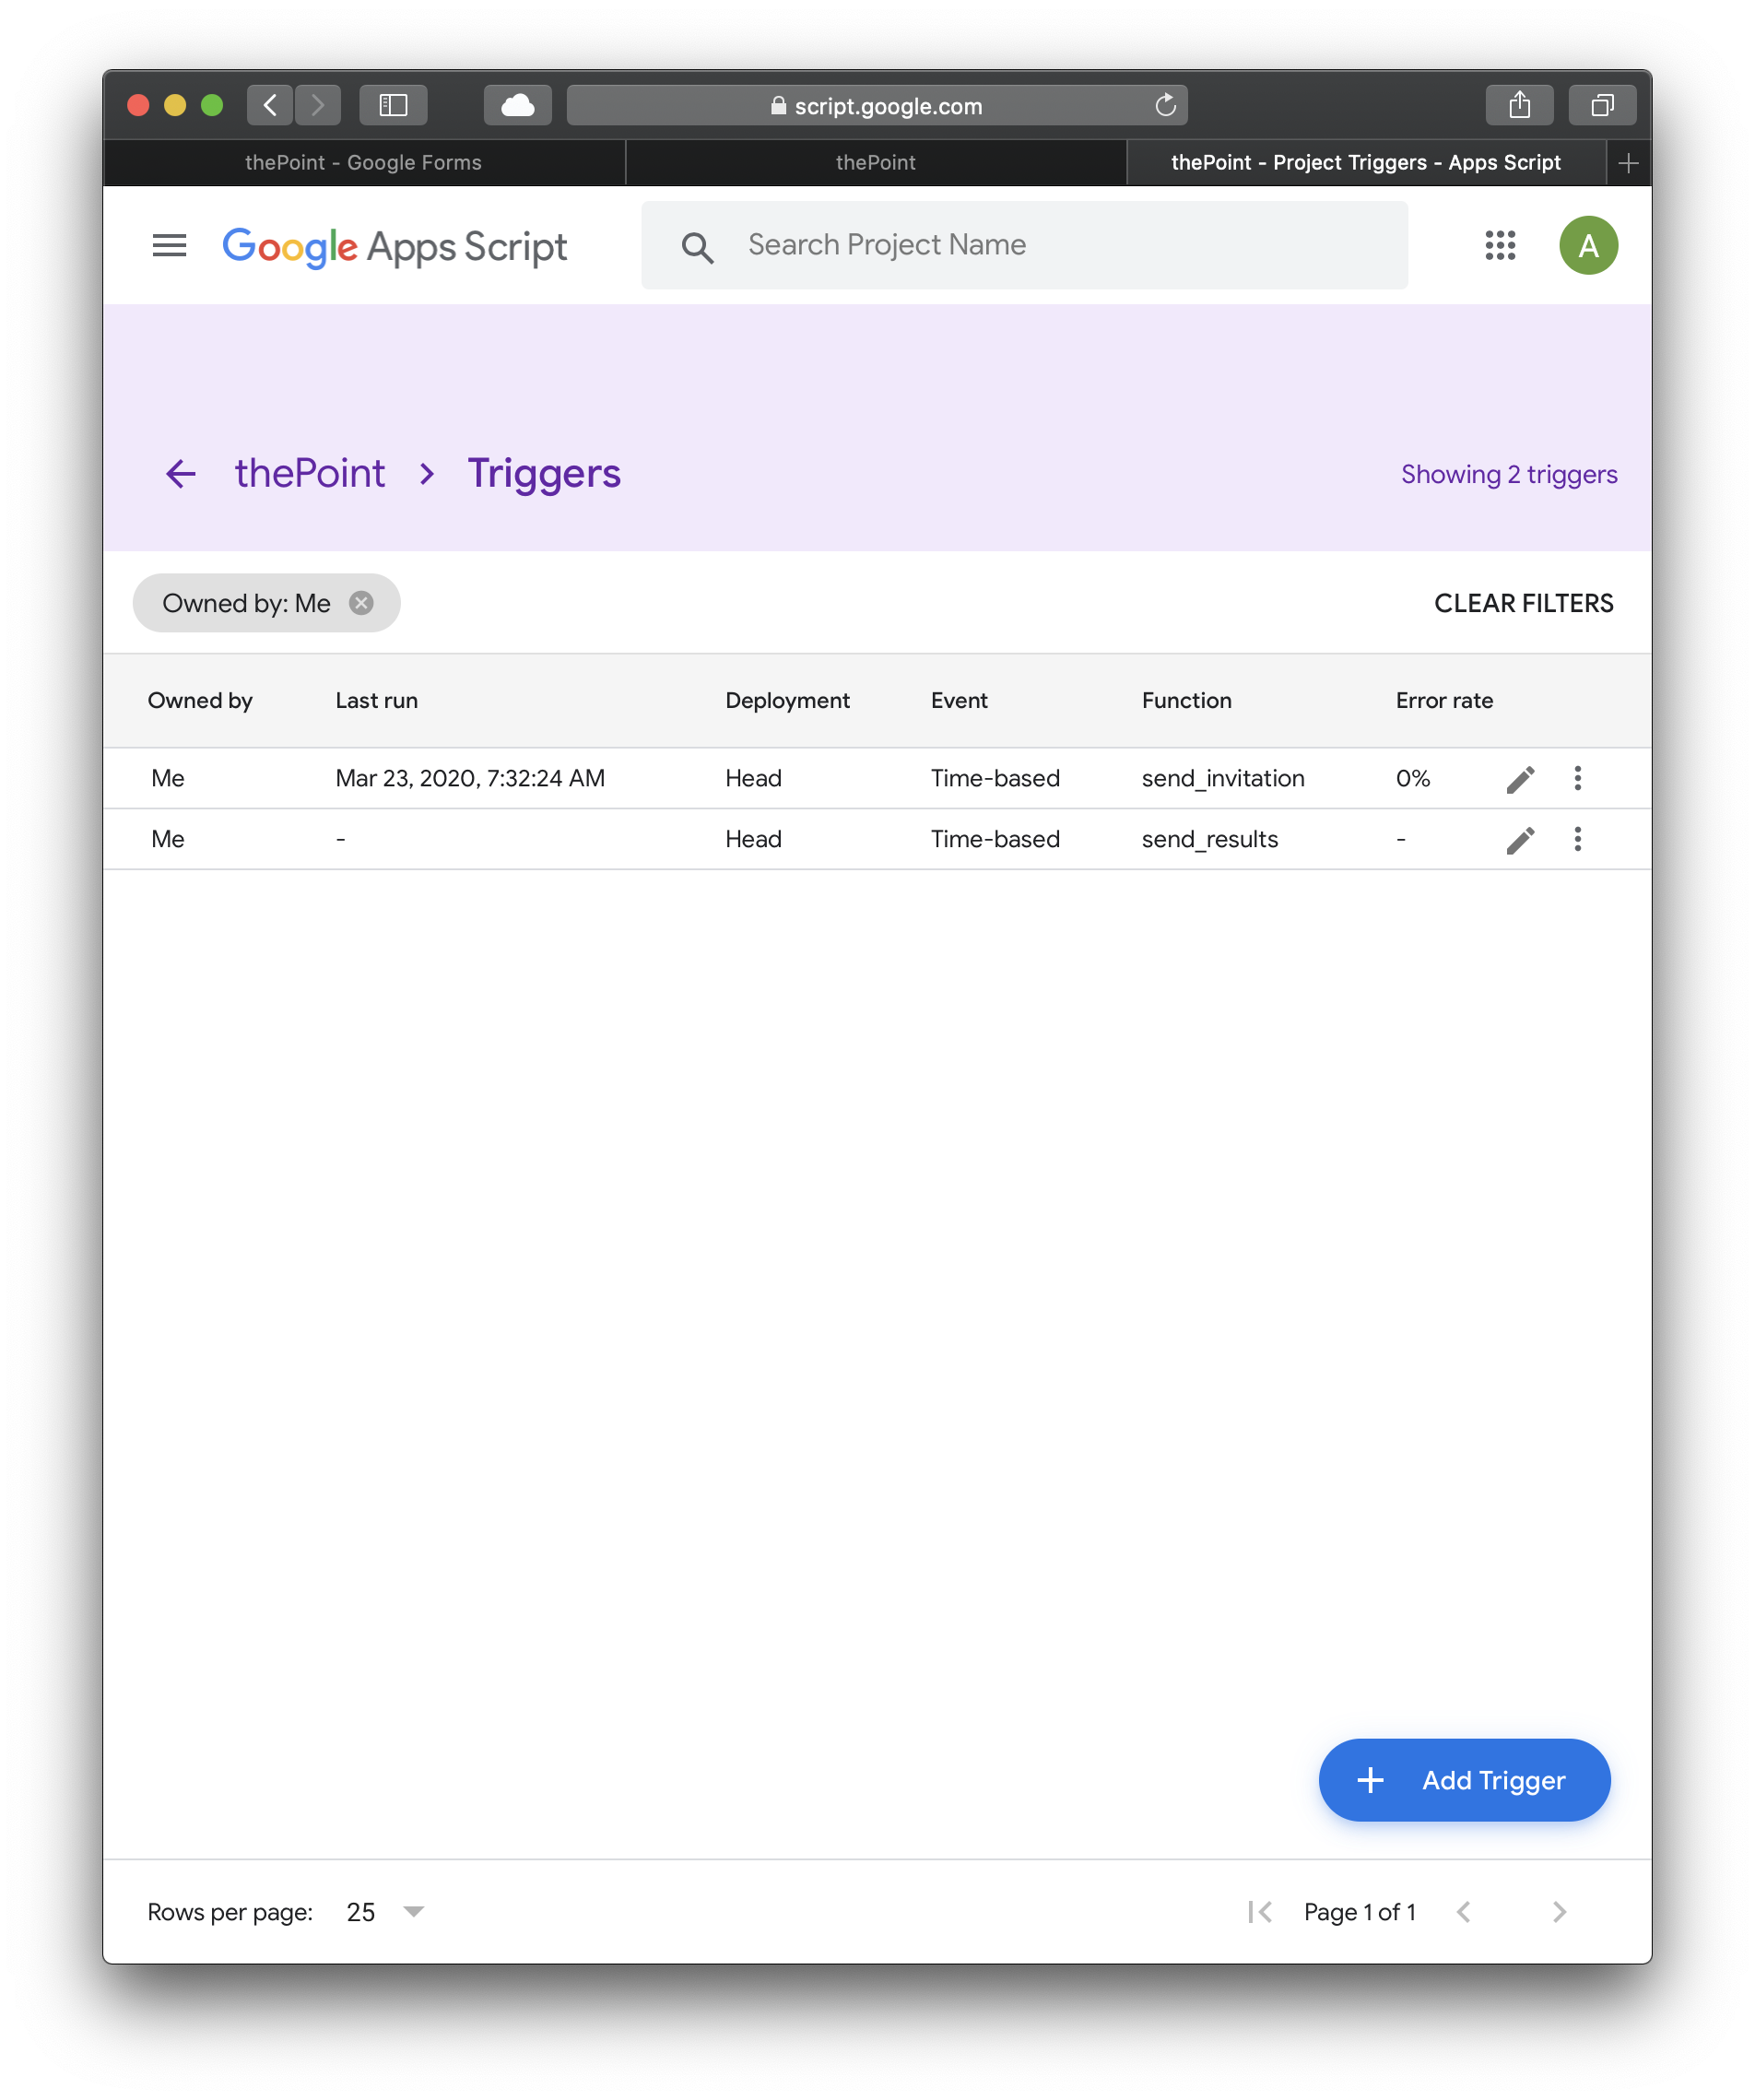 script.google.com
thePoint - Google Forms thePoint thePoint - Project Triggers - Apps Script
Google Apps Script Search Project Name A
thePoint > Triggers Showing 2 triggers
Owned by: Me CLEAR FILTERS
Owned by Last run Deployment Event Function Error rate
Me Mar 23, 2020, 7:32:24 AM Head Time-based send_invitation 0%
Me - Head Time-based send_results -
+ Add Trigger
Rows per page: 25 Page 1 of 1